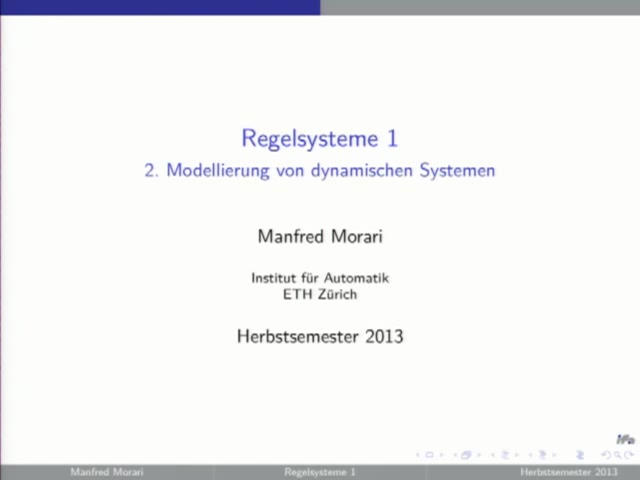 Regelsysteme 1
2. Modellierung von dynamischen Systemen
Manfred Morari
Institut für Automatik
ETH Zürich
Herbstsemester 2013
ifa
Manfred Morari
Regelsysteme 1
Herbstsemester 2013